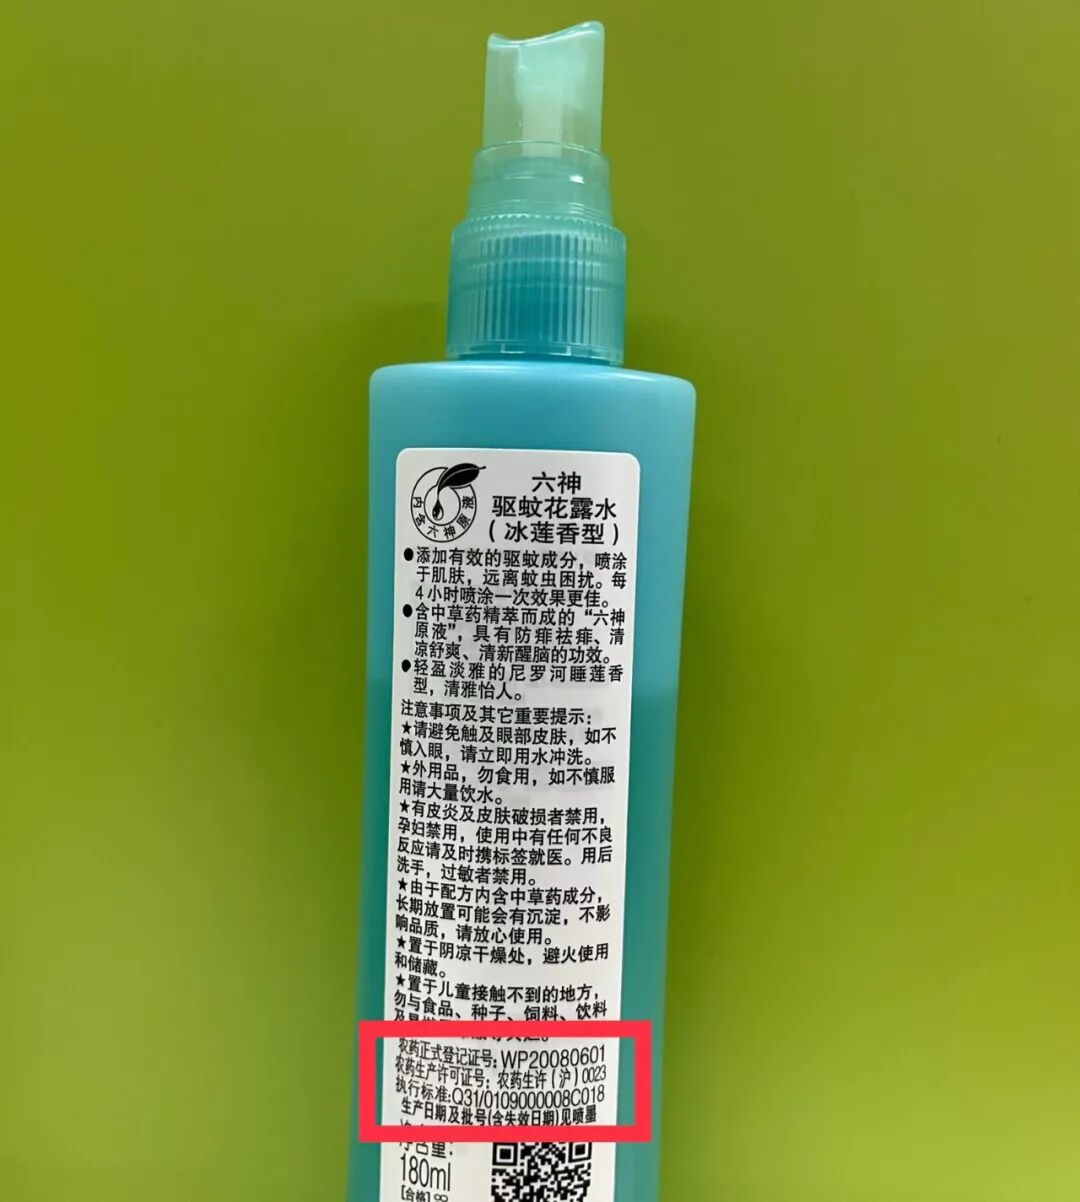 内含六神原液
六神
驱蚊花露水
（冰莲香型）
●添加有效的驱蚊成分，喷涂
于肌肤，远离蚊虫困扰。每
4小时喷涂一次效果更佳。
●含中草药精萃而成的“六神
原液”，具有防痱祛痱、清
凉舒爽、清新醒脑的功效。
●轻盈淡雅的尼罗河睡莲香
型，清雅怡人。
注意事项及其它重要提示：
★请避免触及眼部皮肤，如不
慎入眼，请立即用水冲洗。
★外用品，勿食用，如不慎服
用请大量饮水。
★有皮炎及皮肤破损者禁用，
孕妇禁用，使用中有任何不良
反应请及时携标签就医。用后
洗手，过敏者禁用。
★由于配方内含中草药成分，
长期放置可能会有沉淀，不影
响品质，请放心使用。
★置于阴凉干燥处，避火使用
和储藏。
★置于儿童接触不到的地方，
勿与食品、种子、饲料、饮料
农药正式登记证号：WP20080601
农药生产许可证号：农药生许（沪）0023
执行标准:Q31/0109000008C018
生产日期及批号(含失效日期)见喷墨
净含量：
180ml
[合格]